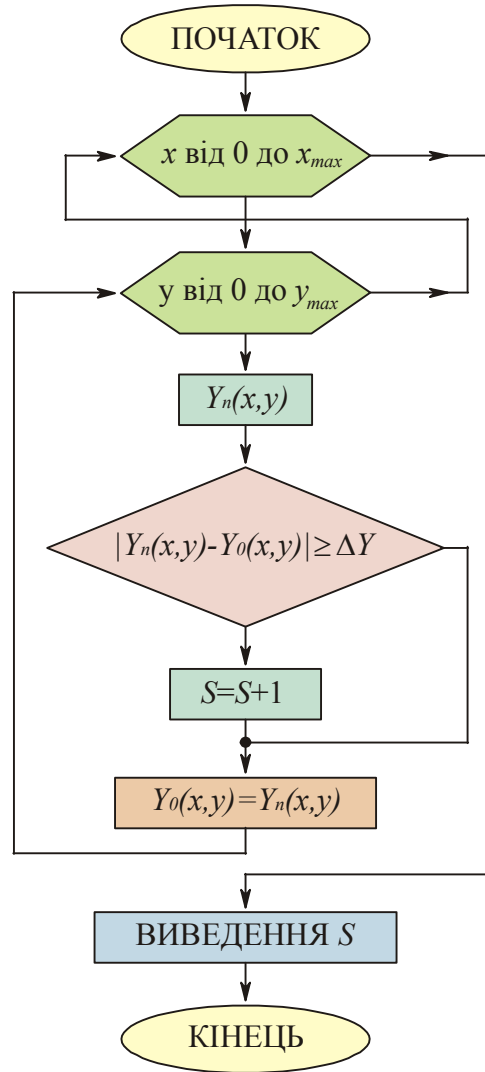 ПОЧАТОК
x від 0 до xmax
y від 0 до ymax
Yn(x,y)
|Yn(x,y)-Y0(x,y)|≥ΔY
S=S+1
Y0(x,y)=Yn(x,y)
ВИВЕДЕННЯ S
КІНЕЦЬ